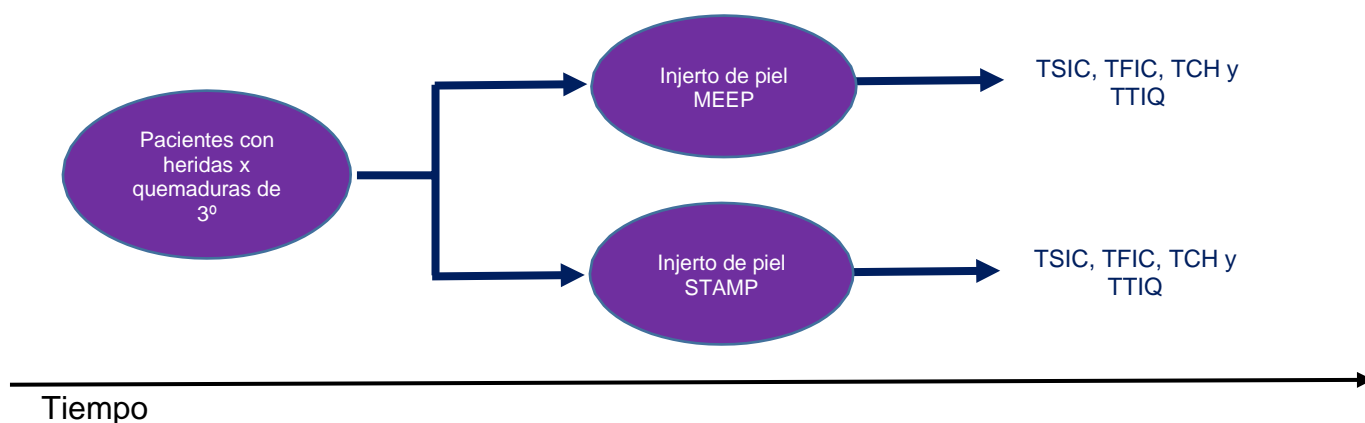 Pacientes con
heridas x
quemaduras de
3º
Injerto de piel
MEEP
TSIC, TFIC, TCH y
TTIQ
Injerto de piel
STAMP
TSIC, TFIC, TCH y
TTIQ
Tiempo